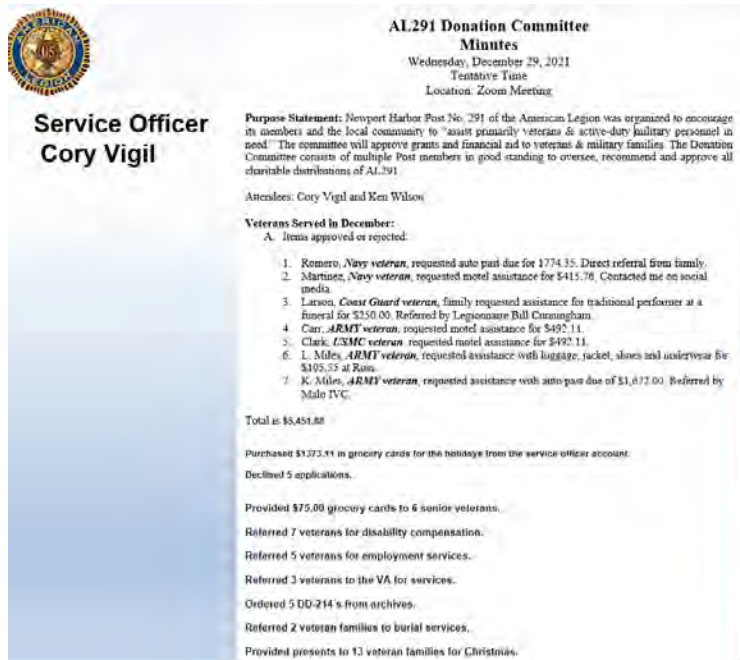 AMERICAN
US
LEGION
Service Officer
Cory Vigil
AL291 Donation Committee
Minutes
Wednesday, December 29, 2021
Tentative Time
Location: Zoom Meeting
Purpose Statement: Newport Harbor Post No. 291 of the American Legion was organized to encourage
its members and the local community to "assist primarily veterans & active-duty military personnel in
need." The committee will approve grants and financial aid to veterans & military families. The Donation
Committee consists of multiple Post members in good standing to oversee, recommend and approve all
charitable distributions of AL291
Attendees: Cory Vigil and Ken Wilson
Veterans Served in December:
A. Items approved or rejected:
1. Romero, Navy veteran, requested auto past due for 1774.35. Direct referral from family.
2. Martinez, Navy veteran, requested motel assistance for $415.76. Contacted me on social
media.
3. Larson, Coast Guard veteran, family requested assistance for traditional performer at a
funeral for $250.00. Referred by Legionnaire Bill Cunningham.
4. Carr, ARMY veteran, requested motel assistance for $492.11.
5. Clark, USMC veteran, requested motel assistance for $492.11.
6. L. Miles, ARMY veteran, requested assistance with luggage, jacket, shoes and underwear for
$105.55 at Ross.
7. K. Miles, ARMY veteran, requested assistance with auto past due of $1,672.00. Referred by
Malo IVC.
Total is $5,451.88
Purchased $1373.11 in grocery cards for the holidays from the service officer account.
Declined 5 applications.
Provided $75.00 grocery cards to 6 senior veterans.
Referred 7 veterans for disability compensation.
Referred 5 veterans for employment services.
Referred 3 veterans to the VA for services.
Ordered 5 DD-214's from archives.
Referred 2 veteran families to burial services.
Provided presents to 13 veteran families for Christmas.